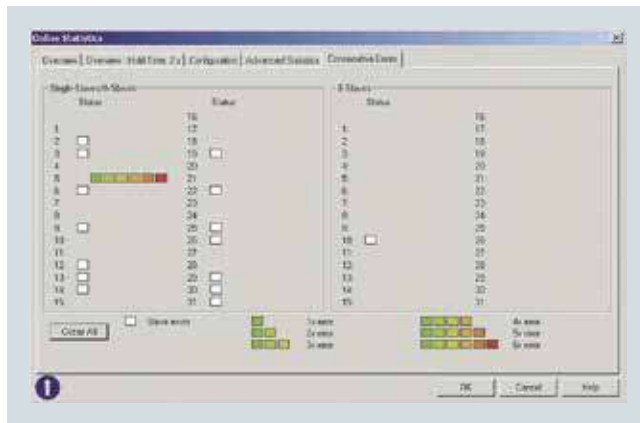 Online Statistics
Overview Overview Hold Time 2 s Configuration Advanced Statistics Consecutive Errors
Single-Slaves/A-Slaves
B-Slaves
Status
Status
Status
16
16
1 17 1 17
2 18 2 18
3 19 3 19
4 20 4 20
5 21 5 21
6 22 6 22
7 23 7 23
8 24 8 24
9 25 9 25
10 26 10 26
11 27 11 27
12 28 12 28
13 29 13 29
14 30 14 30
15 31 15 31
Clear All
Slave exists
1x error
2x error
3x error
4x error
5x error
6x error
OK Cancel Help